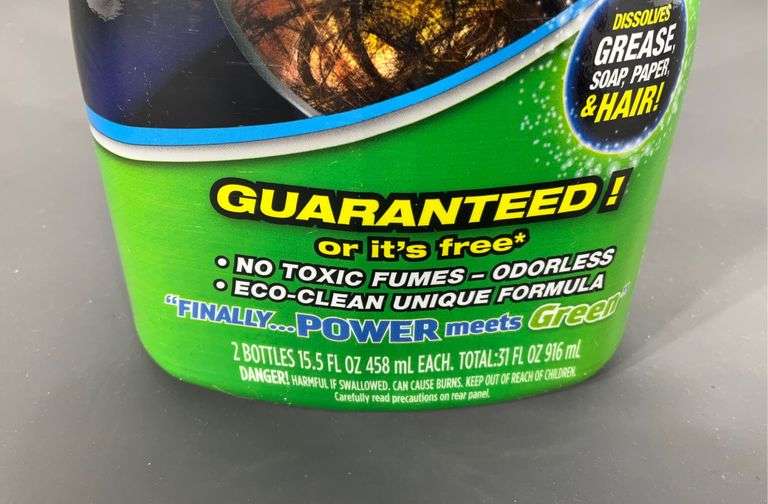 DISSOLVES
GREASE,
SOAP, PAPER,
& HAIR!
GUARANTEED!
or it's free*
• NO TOXIC FUMES – ODORLESS
• ECO-CLEAN UNIQUE FORMULA
"FINALLY...POWER meets Green"
2 BOTTLES 15.5 FL OZ 458 mL EACH. TOTAL:31 FL OZ 916 mL
DANGER! HARMFUL IF SWALLOWED. CAN CAUSE BURNS. KEEP OUT OF REACH OF CHILDREN.
Carefully read precautions on rear panel.